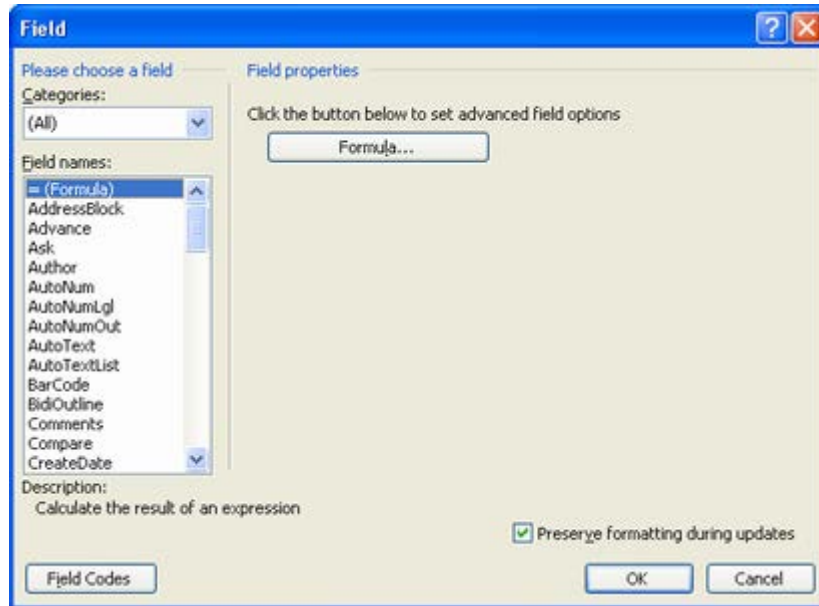 Field
Please choose a field
Categories:
(All)
Field names:
= (Formula)
AddressBlock
Advance
Ask
Author
AutoNum
AutoNumLgl
AutoNumOut
AutoText
AutoTextList
BarCode
BidiOutline
Comments
Compare
CreateDate
Field properties
Click the button below to set advanced field options
Formula...
Description:
Calculate the result of an expression
Preserve formatting during updates
Field Codes
OK
Cancel